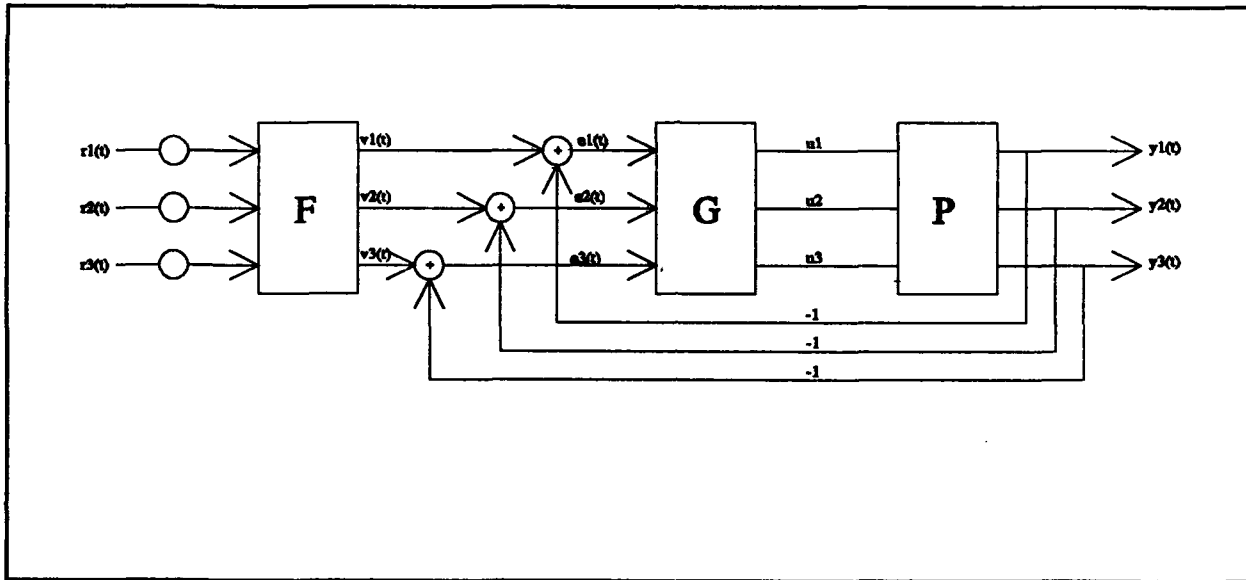 r1(t) v1(t) + e1(t) u1 y1(t)
r2(t) F v2(t) + e2(t) G u2 P y2(t)
r3(t) v3(t) + e3(t) u3 y3(t)
-1
-1
-1